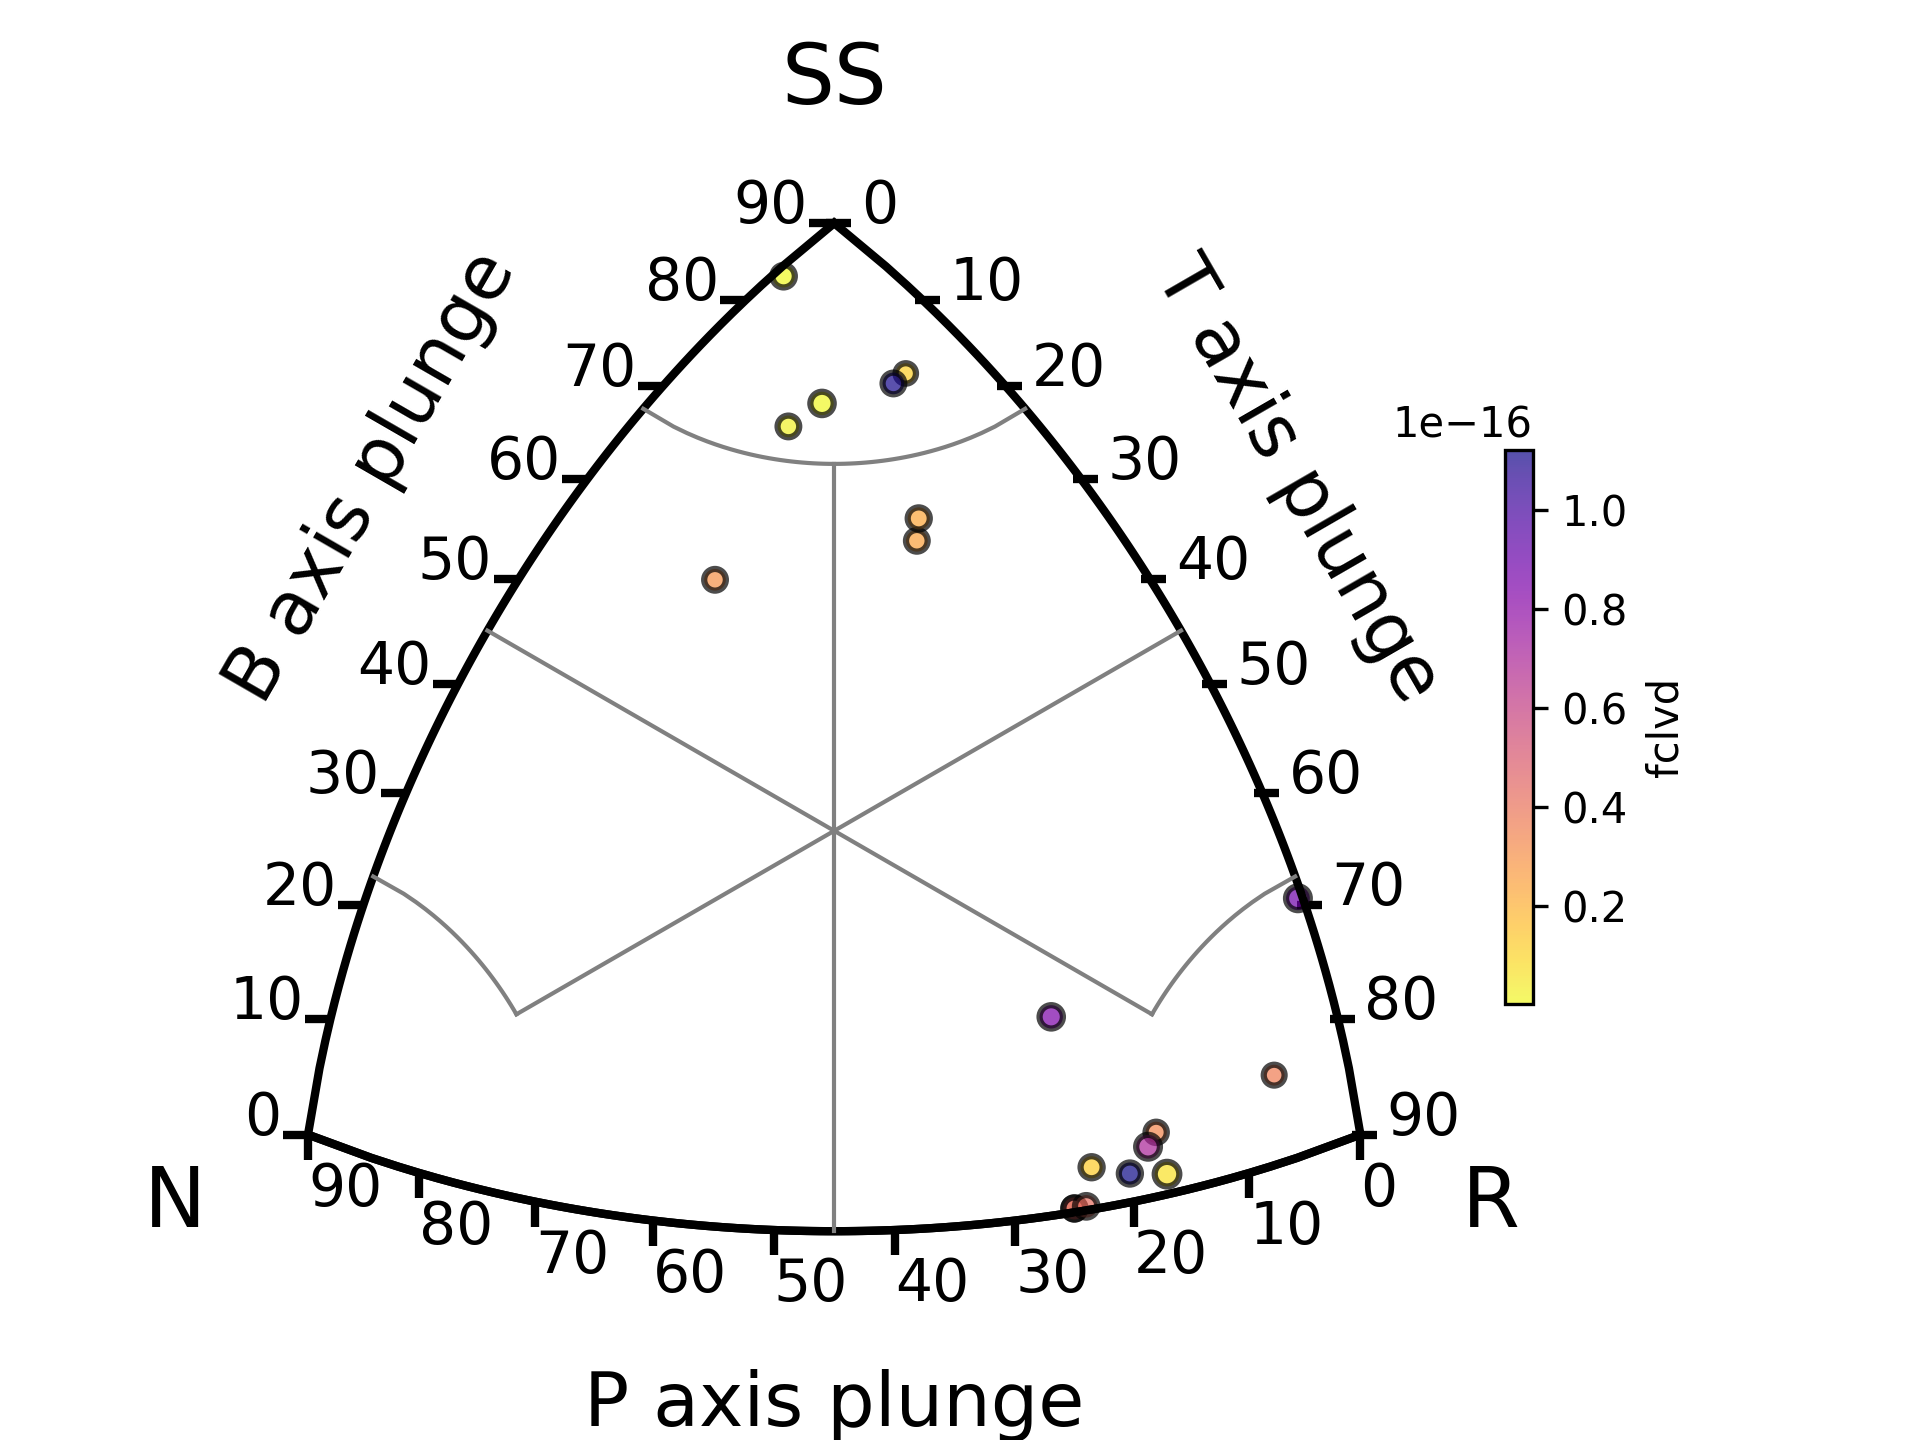 SS
90 0
80 10
70 20
60 30
50 40
40 50
30 60
20 70
10 80
0 90
B axis plunge
T axis plunge
N
R
90 80 70 60 50 40 30 20 10 0
P axis plunge
1e−16
1.0
0.8
0.6
0.4
0.2
fclvd